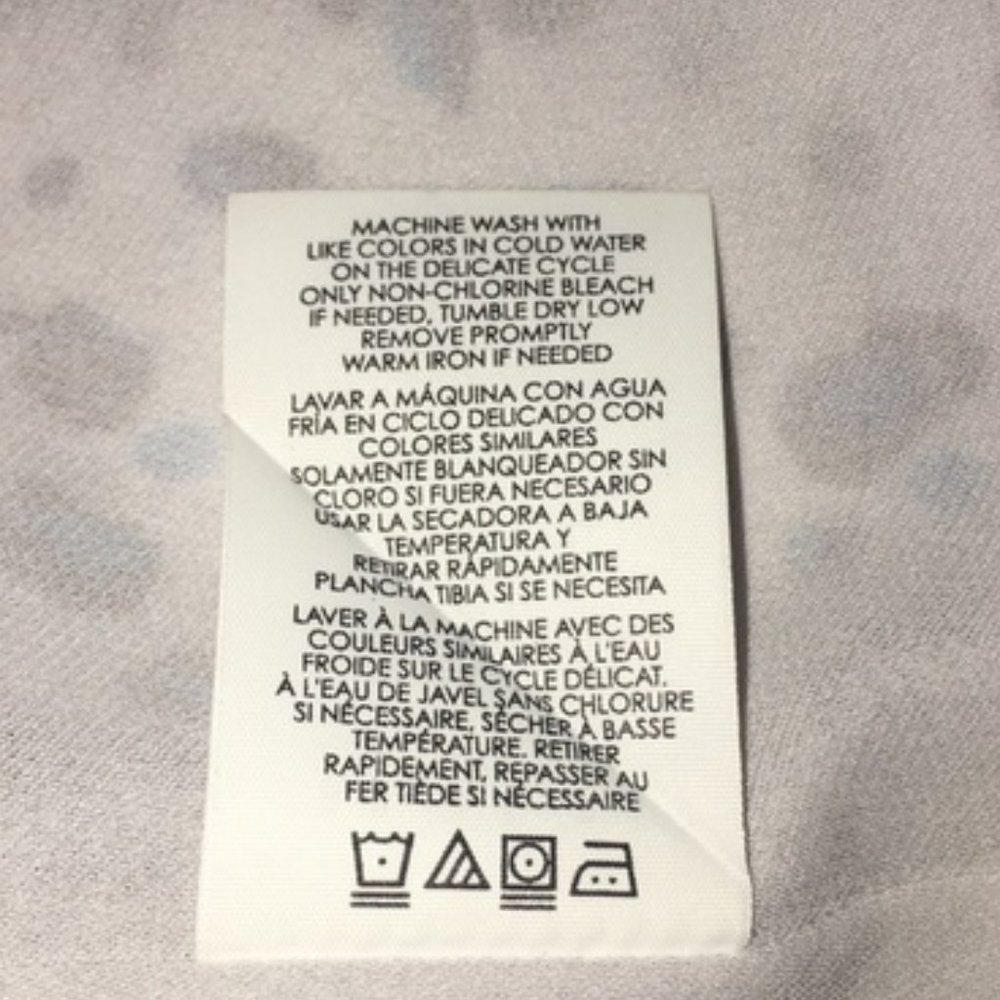 MACHINE WASH WITH
LIKE COLORS IN COLD WATER
ON THE DELICATE CYCLE
ONLY NON-CHLORINE BLEACH
IF NEEDED, TUMBLE DRY LOW
REMOVE PROMPTLY
WARM IRON IF NEEDED
LAVAR A MÁQUINA CON AGUA
FRÍA EN CICLO DELICADO CON
COLORES SIMILARES
SOLAMENTE BLANQUEADOR SIN
CLORO SI FUERA NECESARIO
USAR LA SECADORA A BAJA
TEMPERATURA Y
RETIRAR RÁPIDAMENTE
PLANCHA TIBIA SI SE NECESITA
LAVER À LA MACHINE AVEC DES
COULEURS SIMILAIRES À L'EAU
FROIDE SUR LE CYCLE DÉLICAT.
À L'EAU DE JAVEL SANS CHLORURE
SI NÉCESSAIRE, SÉCHER À BASSE
TEMPÉRATURE. RETIRER
RAPIDEMENT, REPASSER AU
FER TIÈDE SI NÉCESSAIRE